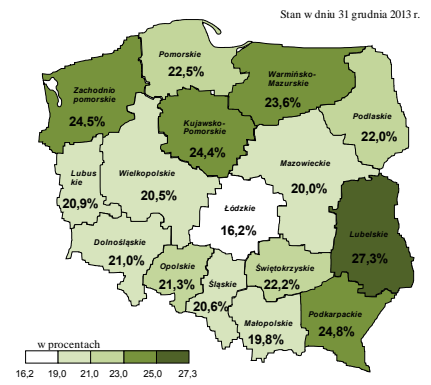 Stan w dniu 31 grudnia 2013 r.
Pomorskie
22,5%
Warmińsko-
Mazurskie
23,6%
Zachodnio
pomorskie
24,5%
Podlaskie
22,0%
Kujawsko-
Pomorskie
24,4%
Mazowieckie
20,0%
Lubus
kie
20,9%
Wielkopolskie
20,5%
Łódzkie
16,2%
Lubelskie
27,3%
Dolnośląskie
21,0%
Opolskie
21,3%
Śląskie
20,6%
Świętokrzyskie
22,2%
Małopolskie
19,8%
Podkarpackie
24,8%
w procentach
16,2 19,0 21,0 23,0 25,0 27,3